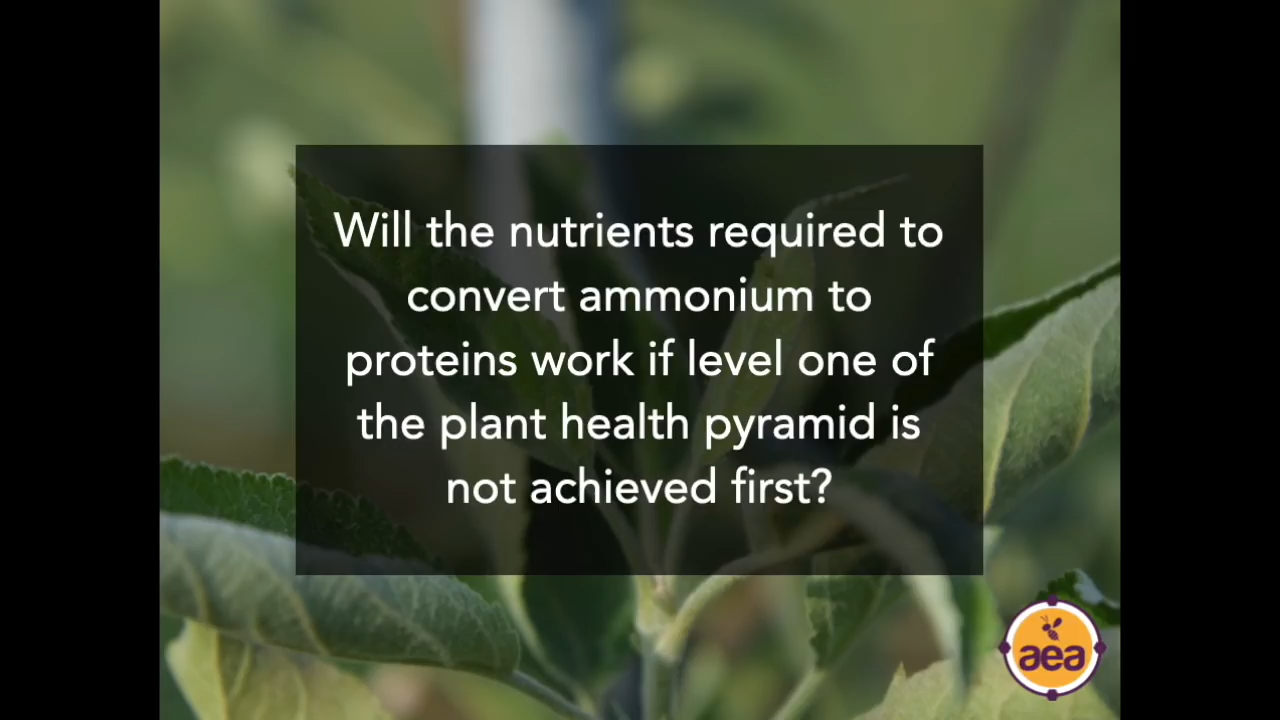 Will the nutrients required to
convert ammonium to
proteins work if level one of
the plant health pyramid is
not achieved first?
aea